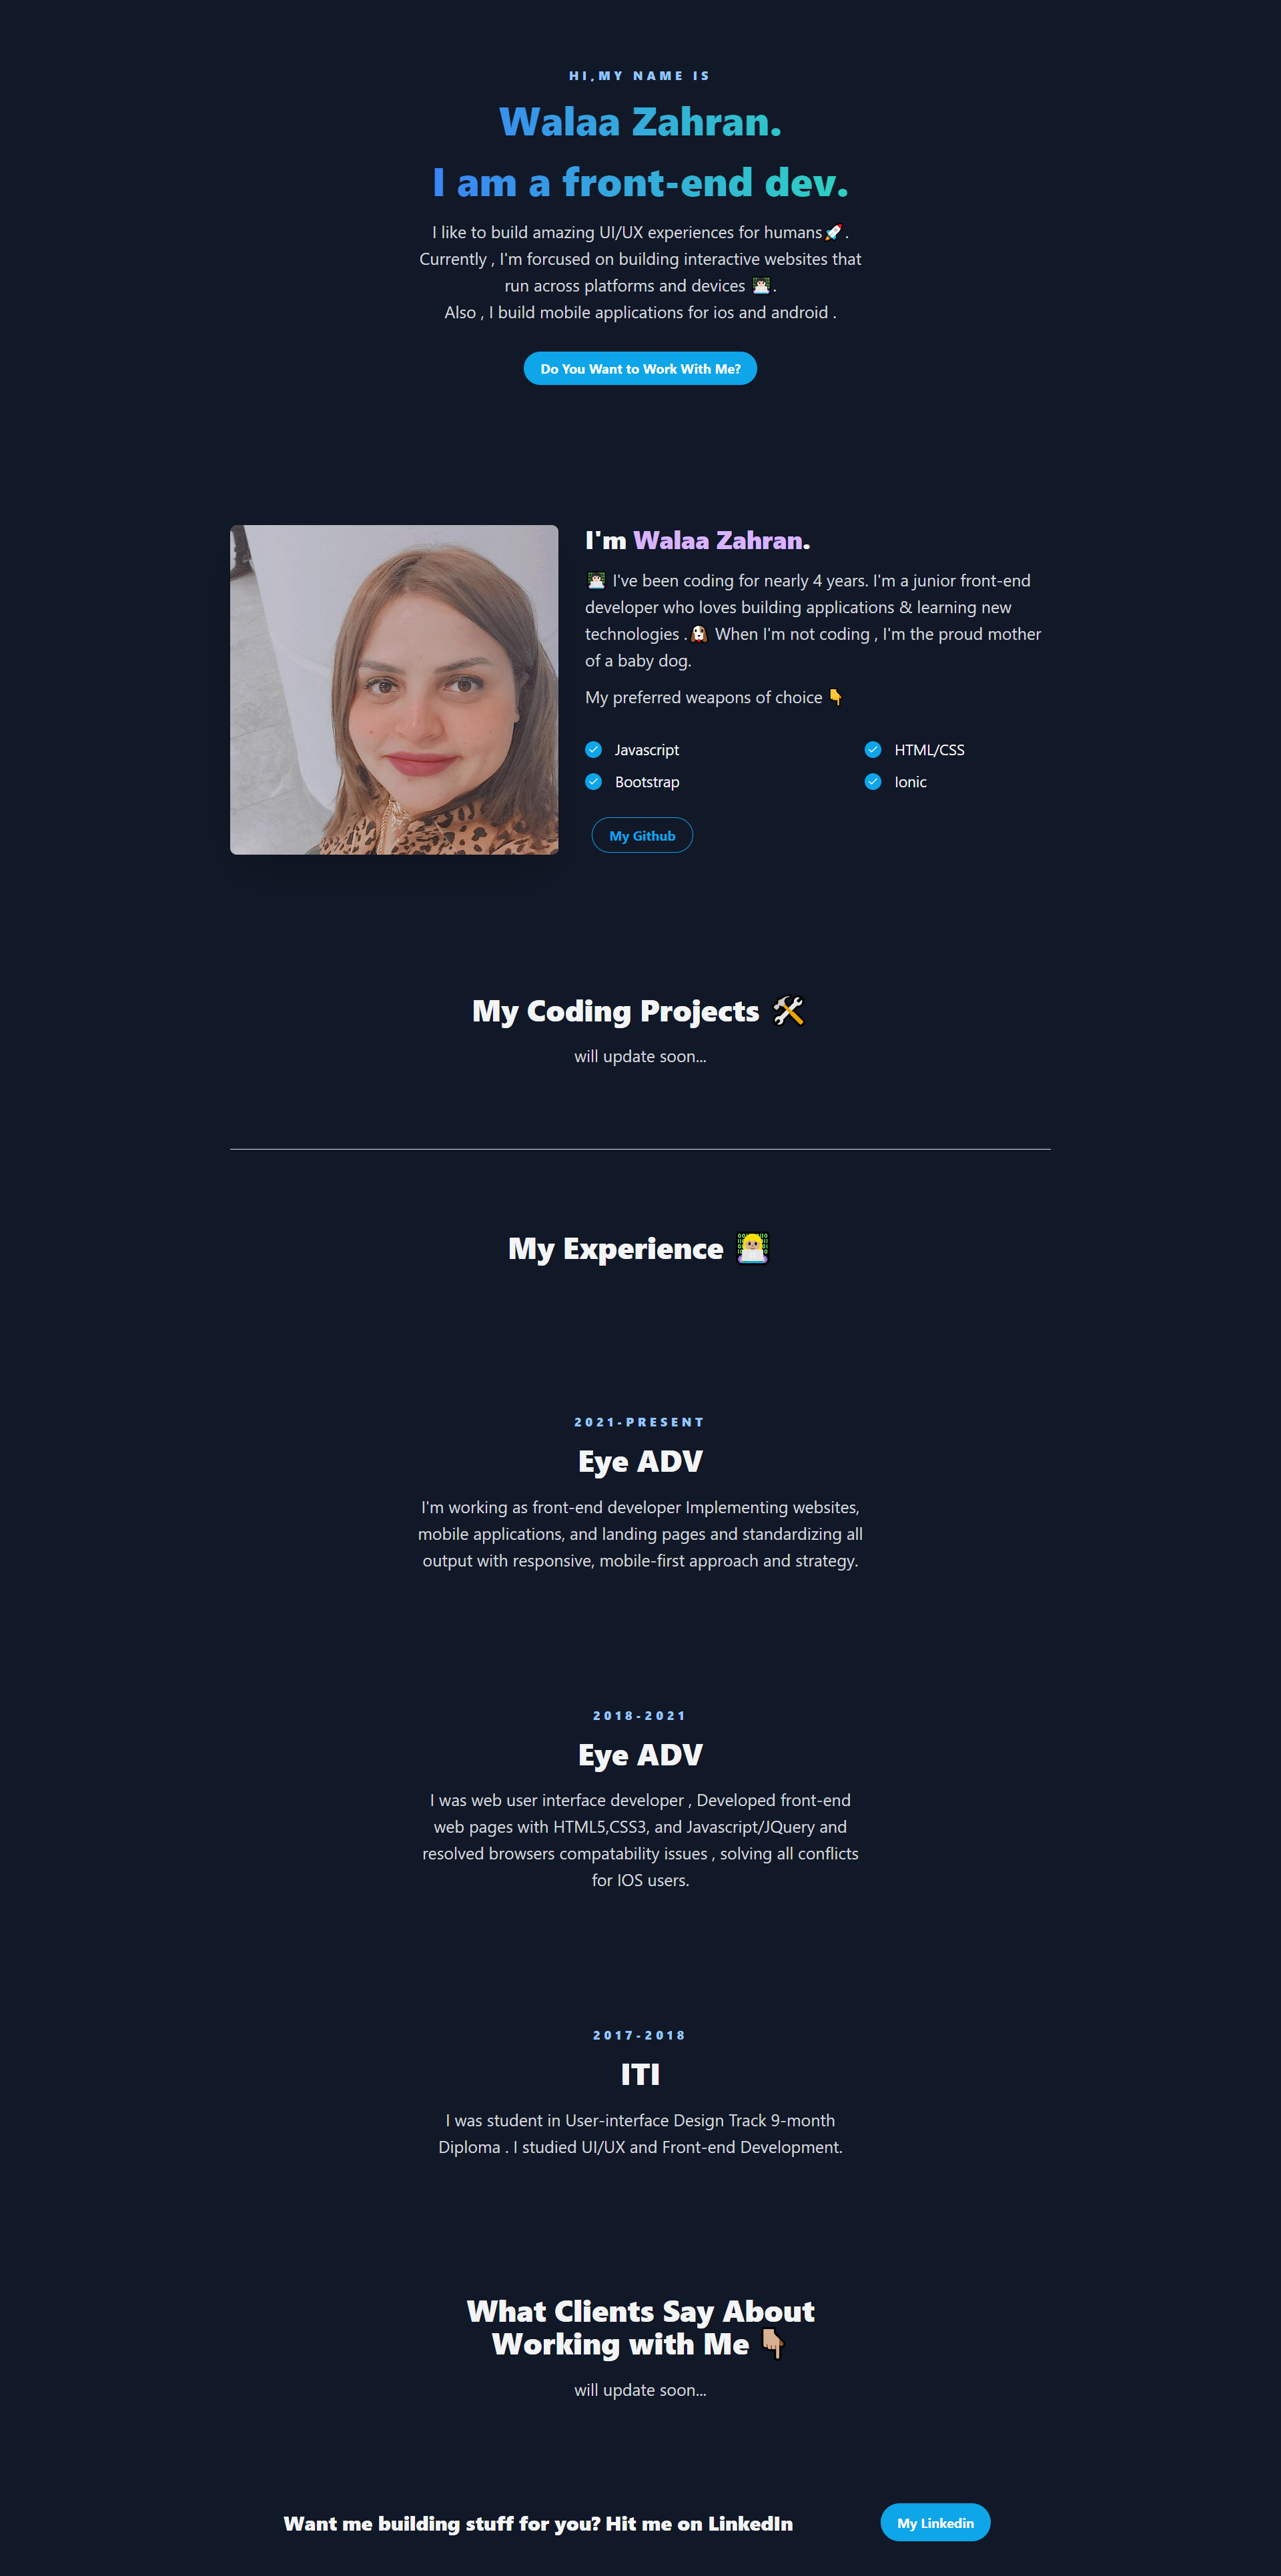 HI,MY NAME IS
Walaa Zahran.
I am a front-end dev.
I like to build amazing UI/UX experiences for humans🚀.
Currently , I'm forcused on building interactive websites that
run across platforms and devices 👩🏻‍💻.
Also , I build mobile applications for ios and android .
Do You Want to Work With Me?
I'm Walaa Zahran.
👩🏻‍💻 I've been coding for nearly 4 years. I'm a junior front-end
developer who loves building applications & learning new
technologies .🐶 When I'm not coding , I'm the proud mother
of a baby dog.
My preferred weapons of choice 👇
Javascript
HTML/CSS
Bootstrap
Ionic
My Github
My Coding Projects 🛠
will update soon...
My Experience 👩🏼‍💻
2021-PRESENT
Eye ADV
I'm working as front-end developer Implementing websites,
mobile applications, and landing pages and standardizing all
output with responsive, mobile-first approach and strategy.
2018-2021
Eye ADV
I was web user interface developer , Developed front-end
web pages with HTML5,CSS3, and Javascript/JQuery and
resolved browsers compatability issues , solving all conflicts
for IOS users.
2017-2018
ITI
I was student in User-interface Design Track 9-month
Diploma . I studied UI/UX and Front-end Development.
What Clients Say About
Working with Me 👇🏼
will update soon...
Want me building stuff for you? Hit me on LinkedIn
My Linkedin